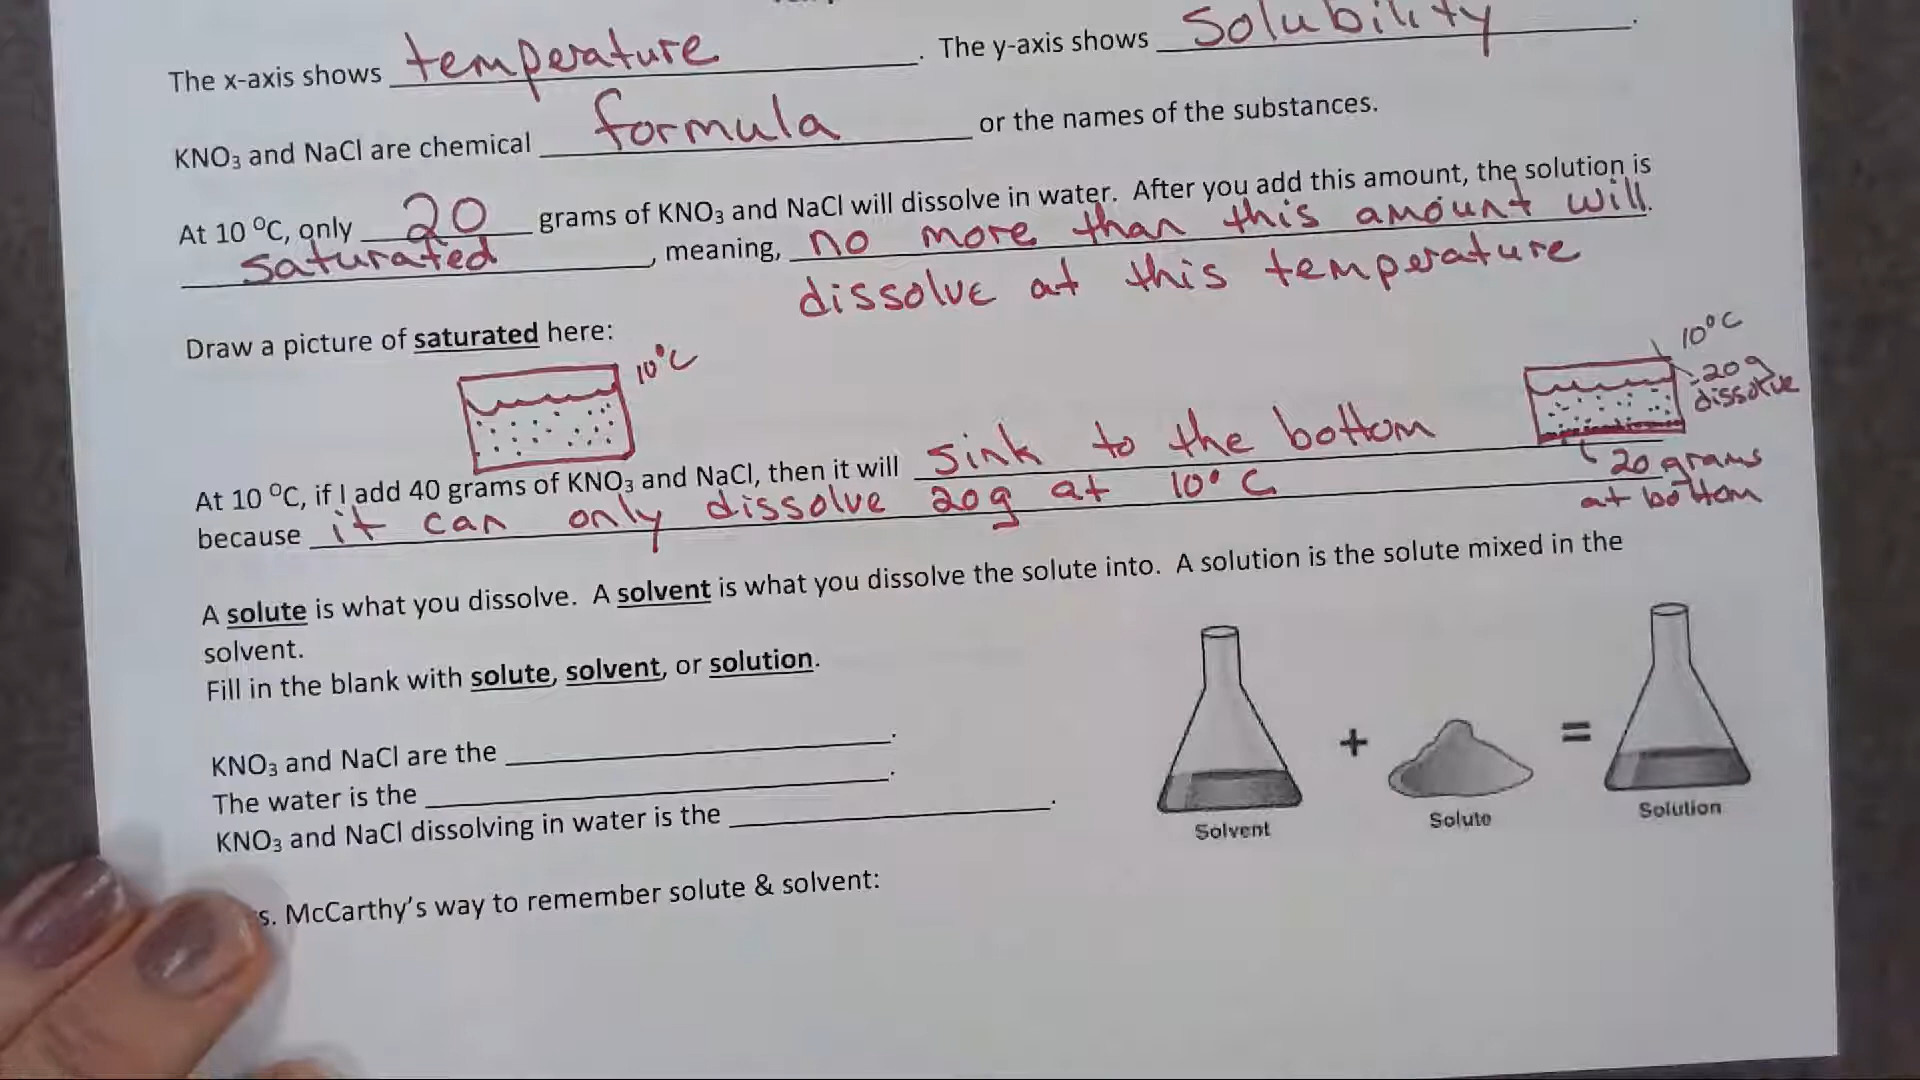 The x-axis shows temperature. The y-axis shows solubility.
KNO₃ and NaCl are chemical formula or the names of the substances.
At 10 ⁰C, only 20 grams of KNO₃ and NaCl will dissolve in water. After you add this amount, the solution is
saturated, meaning, no more than this amount will.
dissolve at this temperature
Draw a picture of saturated here:
10°C
10°C
20g
dissolve
At 10 ⁰C, if I add 40 grams of KNO₃ and NaCl, then it will sink to the bottom
20 grams
at bottom
because it can only dissolve 20g at 10° C
A solute is what you dissolve. A solvent is what you dissolve the solute into. A solution is the solute mixed in the
solvent.
Fill in the blank with solute, solvent, or solution.
KNO₃ and NaCl are the ____.
The water is the ____.
KNO₃ and NaCl dissolving in water is the ____.
+
=
Solvent
Solute
Solution
s. McCarthy's way to remember solute & solvent: